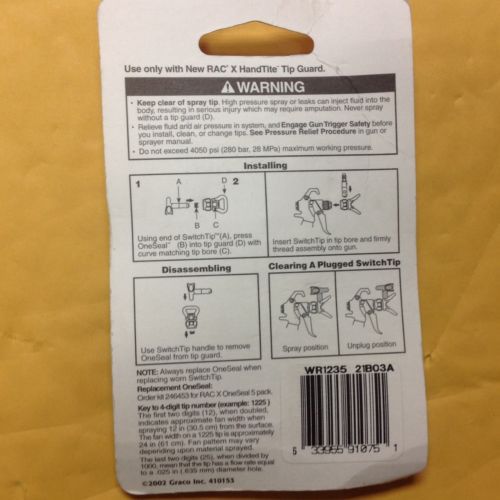 Use only with New RAC® X HandTite™ Tip Guard.
WARNING
• Keep clear of spray tip. High pressure spray or leaks can inject fluid into the
body, resulting in serious injury which may require amputation. Never spray
without a tip guard (D).
• Relieve fluid and air pressure in system, and Engage Gun Trigger Safety before
you install, clean, or change tips. See Pressure Relief Procedure in gun or
sprayer manual.
• Do not exceed 4050 psi (280 bar, 28 MPa) maximum working pressure.
Installing
1 A D 2
B C
Using end of SwitchTip™(A), press
OneSeal™ (B) into tip guard (D) with
curve matching tip bore (C).
Insert SwitchTip in tip bore and firmly
thread assembly onto gun.
Disassembling
Clearing A Plugged SwitchTip
Use SwitchTip handle to remove
OneSeal from tip guard.
Spray position
Unplug position
NOTE: Always replace OneSeal when
replacing worn SwitchTip.
Replacement OneSeal:
Order kit 246453 for RAC X OneSeal 5 pack.
Key to 4-digit tip number (example: 1225 )
The first two digits (12), when doubled,
indicates approximate fan width when
spraying 12 in (30.5 cm) from the surface.
The fan width on a 1225 tip is approximately
24 in (61 cm). Fan pattern may vary
depending upon material sprayed.
The last two digits (25), when divided by
1000, mean that the tip has a flow rate equal
to a .025 in (.635 mm) diameter hole.
©2002 Graco Inc. 410153
WR1235 21B03A
6 33955 91075 1